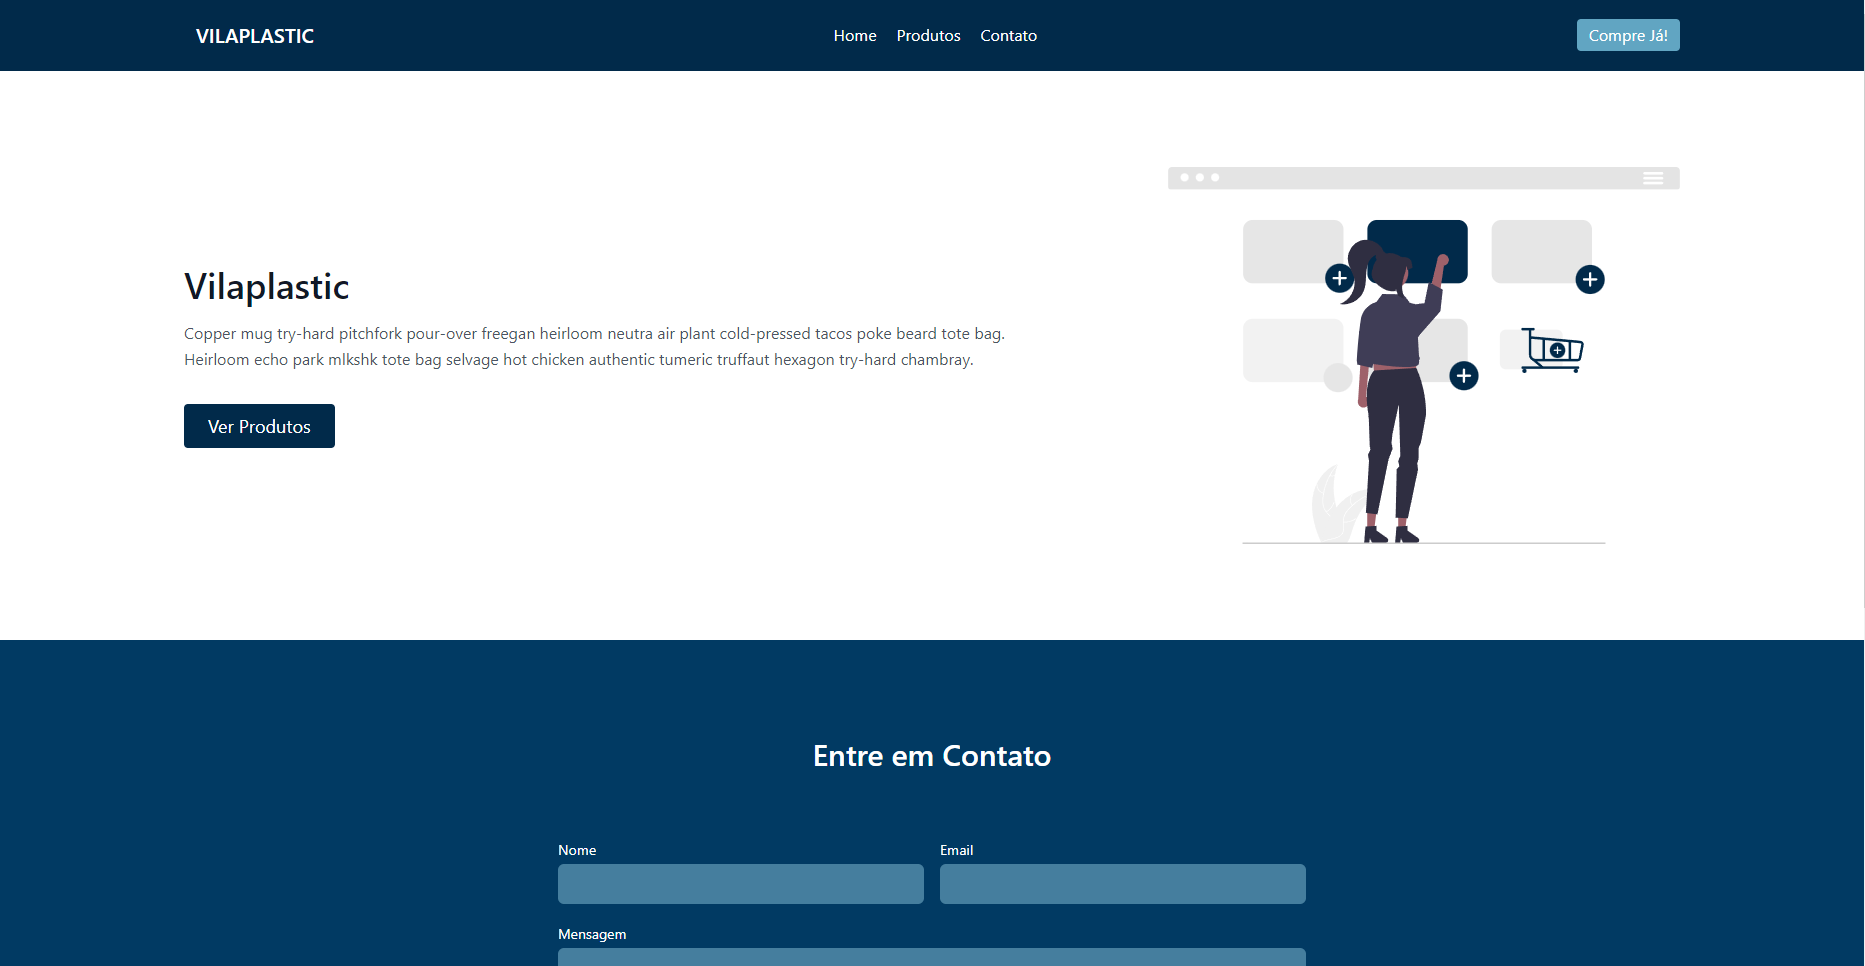 VILAPLASTIC
Home Produtos Contato
Compre Já!
Vilaplastic
Copper mug try-hard pitchfork pour-over freegan heirloom neutra air plant cold-pressed tacos poke beard tote bag.
Heirloom echo park mlkshk tote bag selvage hot chicken authentic tumeric truffaut hexagon try-hard chambray.
Ver Produtos
Entre em Contato
Nome
Email
Mensagem